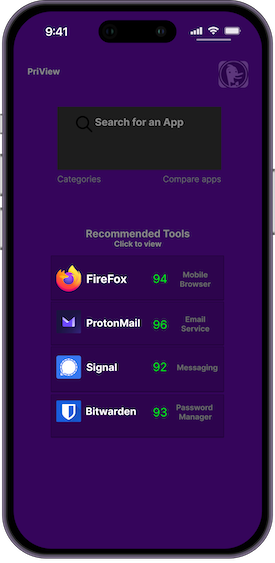 9:41
PriView
Search for an App
Categories
Compare apps
Recommended Tools
Click to view
FireFox
94
Mobile
Browser
ProtonMail
96
Email
Service
Signal
92
Messaging
Bitwarden
93
Password
Manager